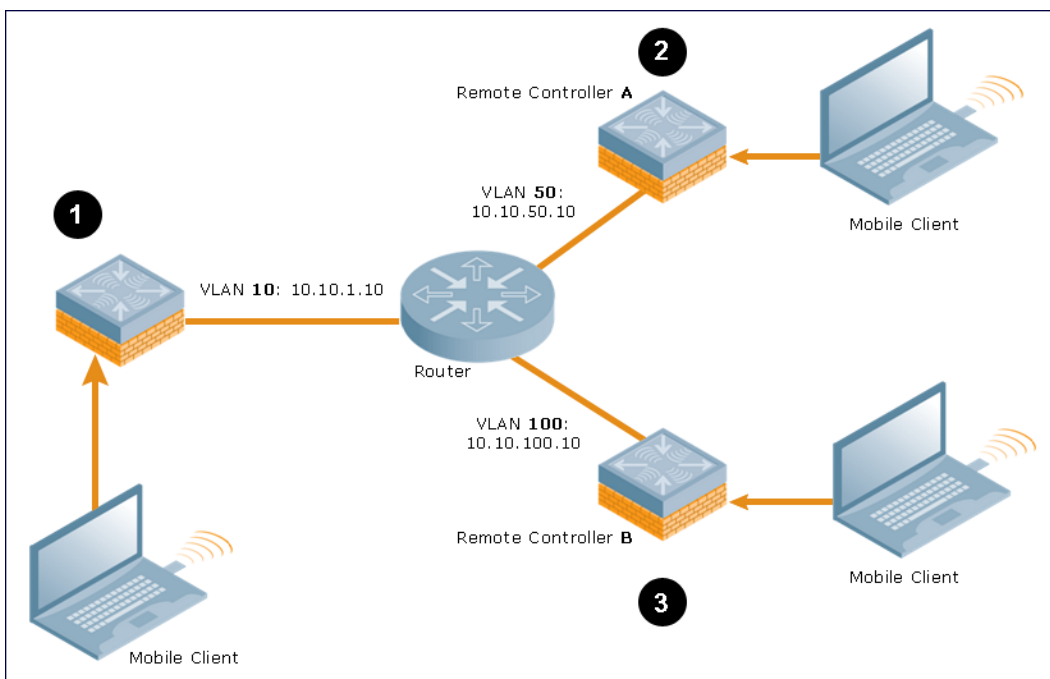 2
Remote Controller A
VLAN 50:
10.10.50.10
Mobile Client
1
VLAN 10: 10.10.1.10
Router
VLAN 100:
10.10.100.10
Remote Controller B
Mobile Client
3
Mobile Client